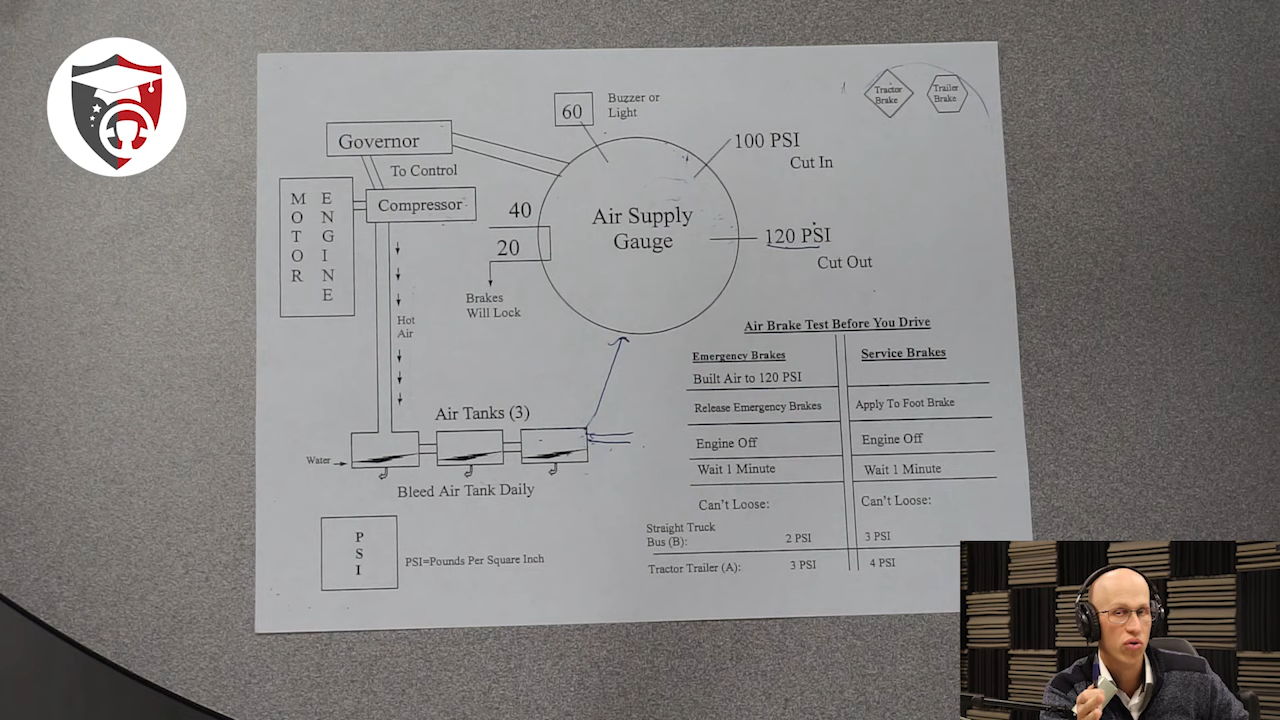 Tractor
Brake
Trailer
Brake
60
Buzzer or
Light
Governor
100 PSI
Cut In
To Control
MOTOR
ENGINE
Compressor
40
20
Air Supply
Gauge
120 PSI
Cut Out
Brakes
Will Lock
Hot
Air
Air Brake Test Before You Drive
Emergency Brakes
Service Brakes
Built Air to 120 PSI
Release Emergency Brakes
Apply To Foot Brake
Engine Off
Engine Off
Wait 1 Minute
Wait 1 Minute
Can't Loose:
Can't Loose:
Straight Truck
Bus (B):
2 PSI
3 PSI
Tractor Trailer (A):
3 PSI
4 PSI
Air Tanks (3)
Water
Bleed Air Tank Daily
PSI
PSI=Pounds Per Square Inch